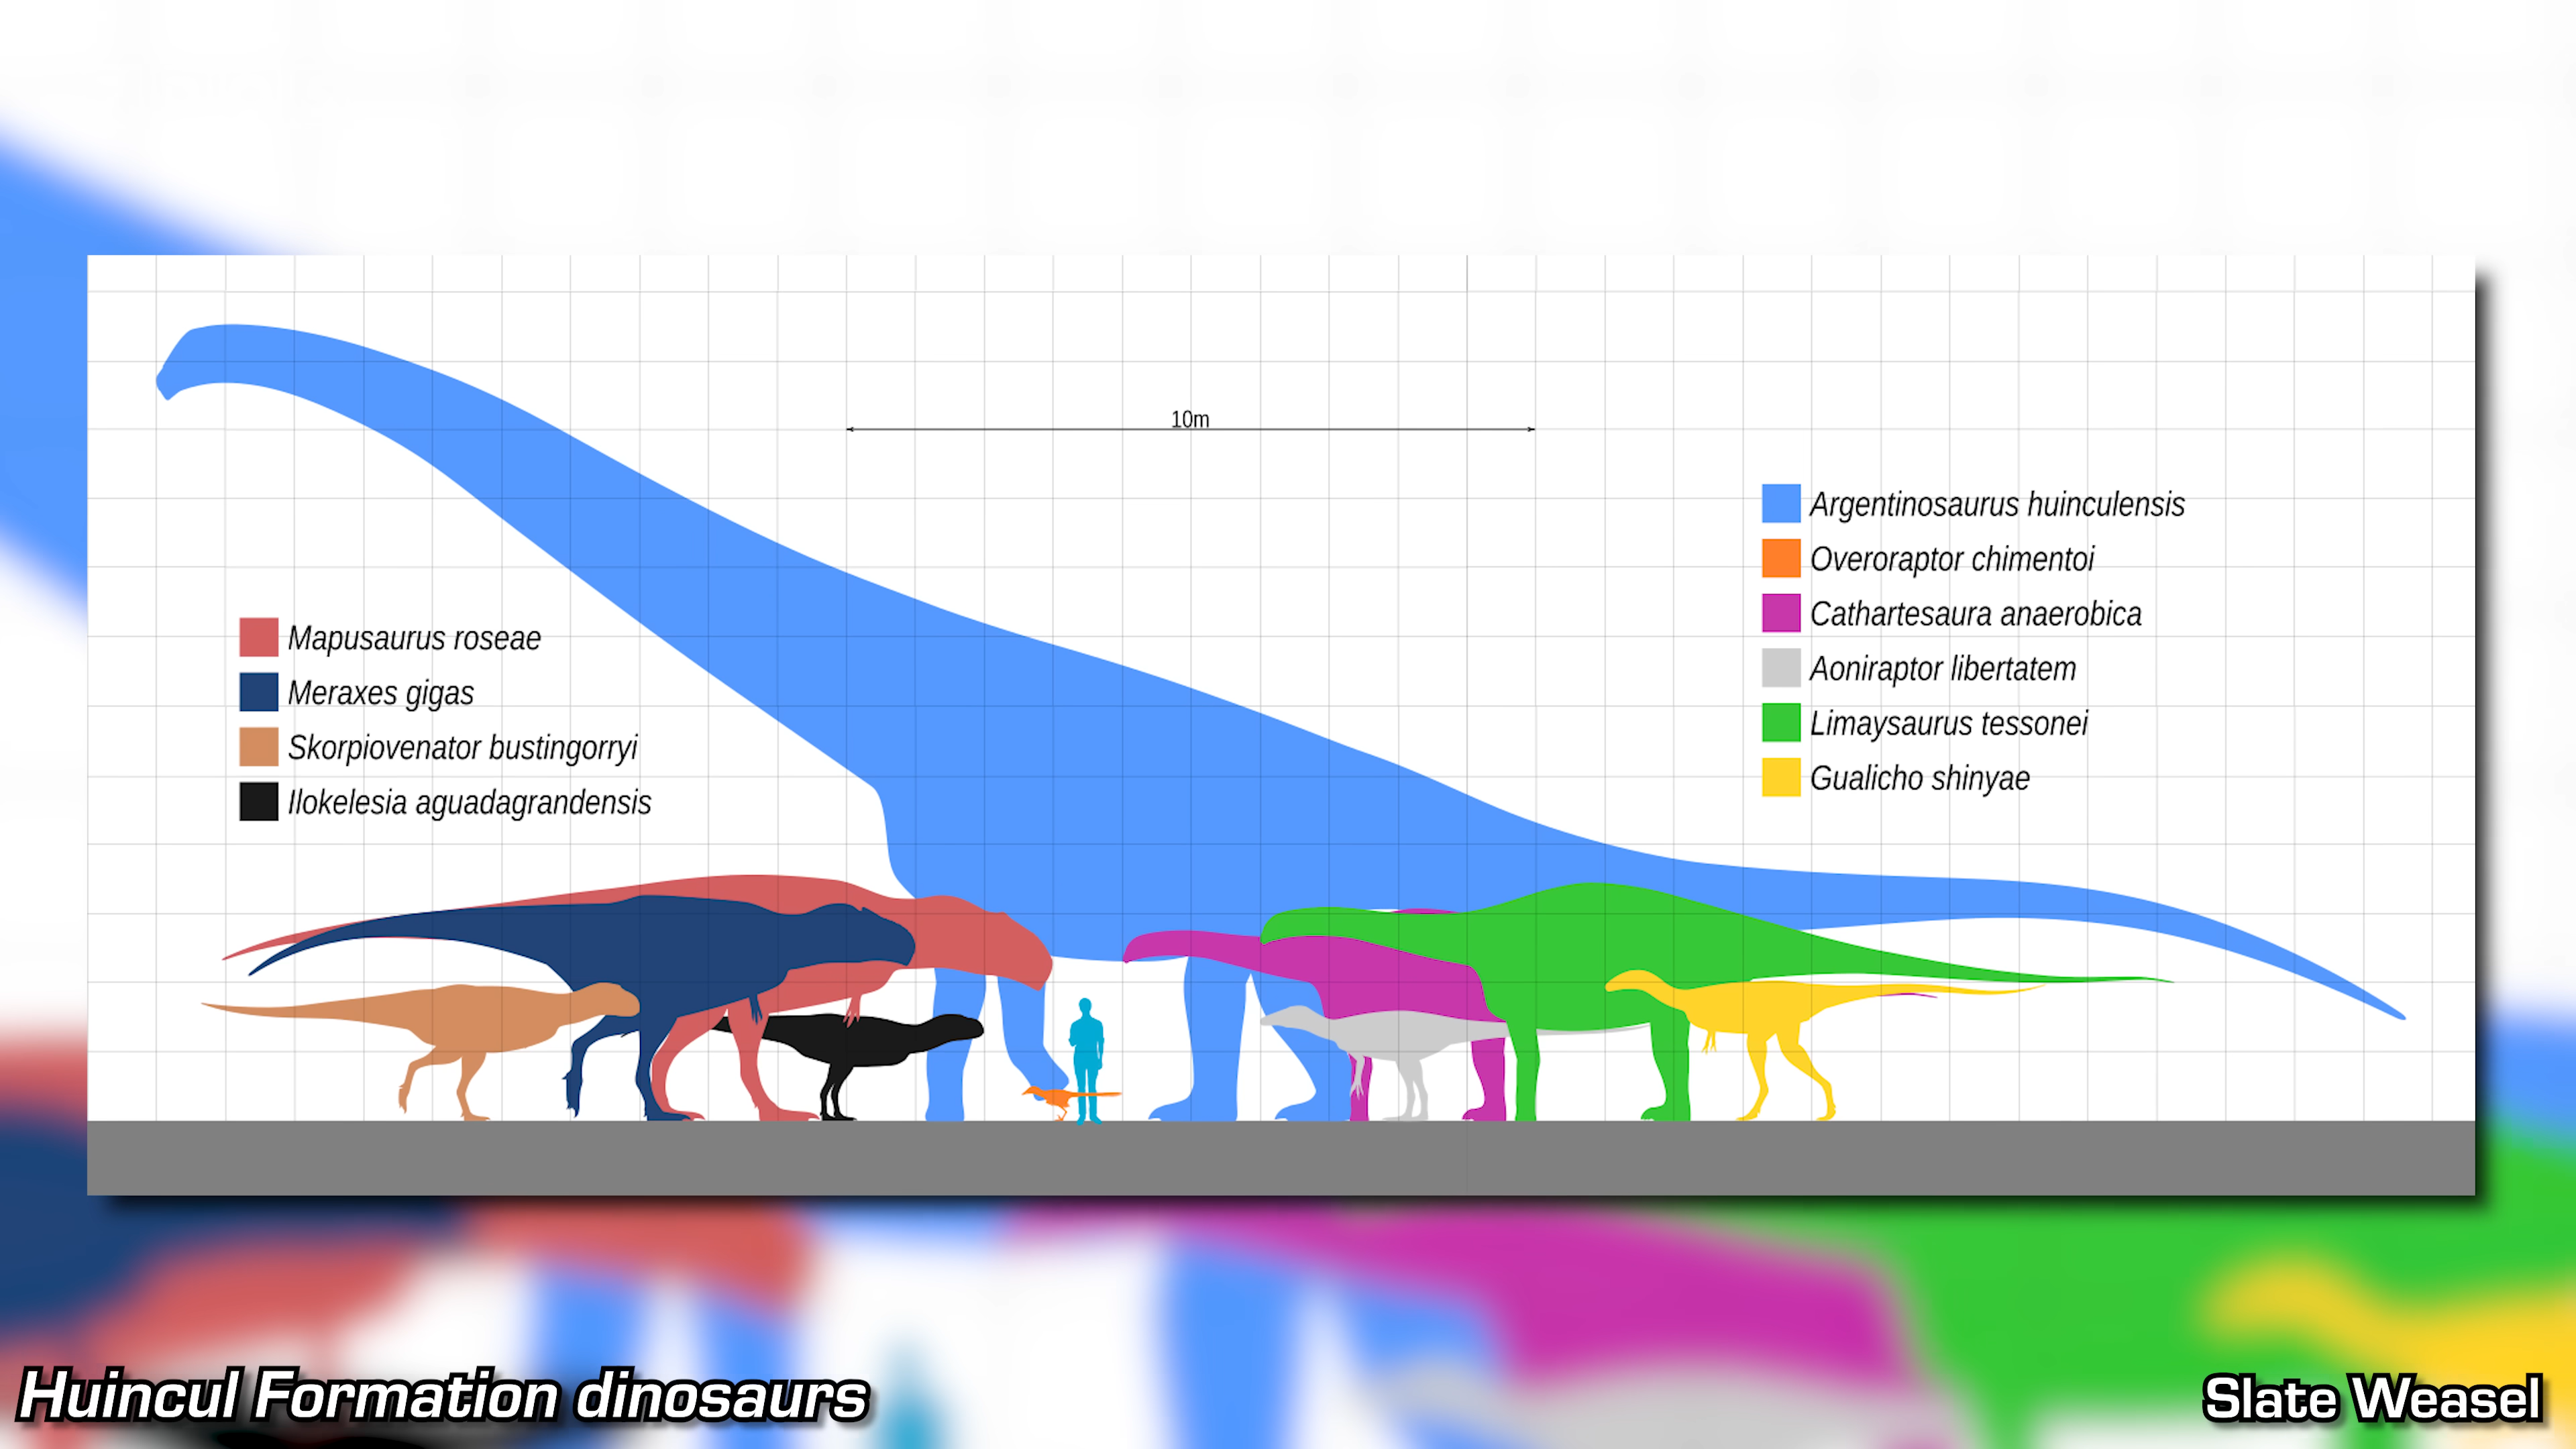 10m
Argentinosaurus huinculensis
Overoraptor chimentoi
Cathartesaura anaerobica
Aoniraptor libertatem
Limaysaurus tessonei
Gualicho shinyae
Mapusaurus roseae
Meraxes gigas
Skorpiovenator bustingorryi
Ilokelesia aguadagrandensis
Huincul Formation dinosaurs
Slate Weasel